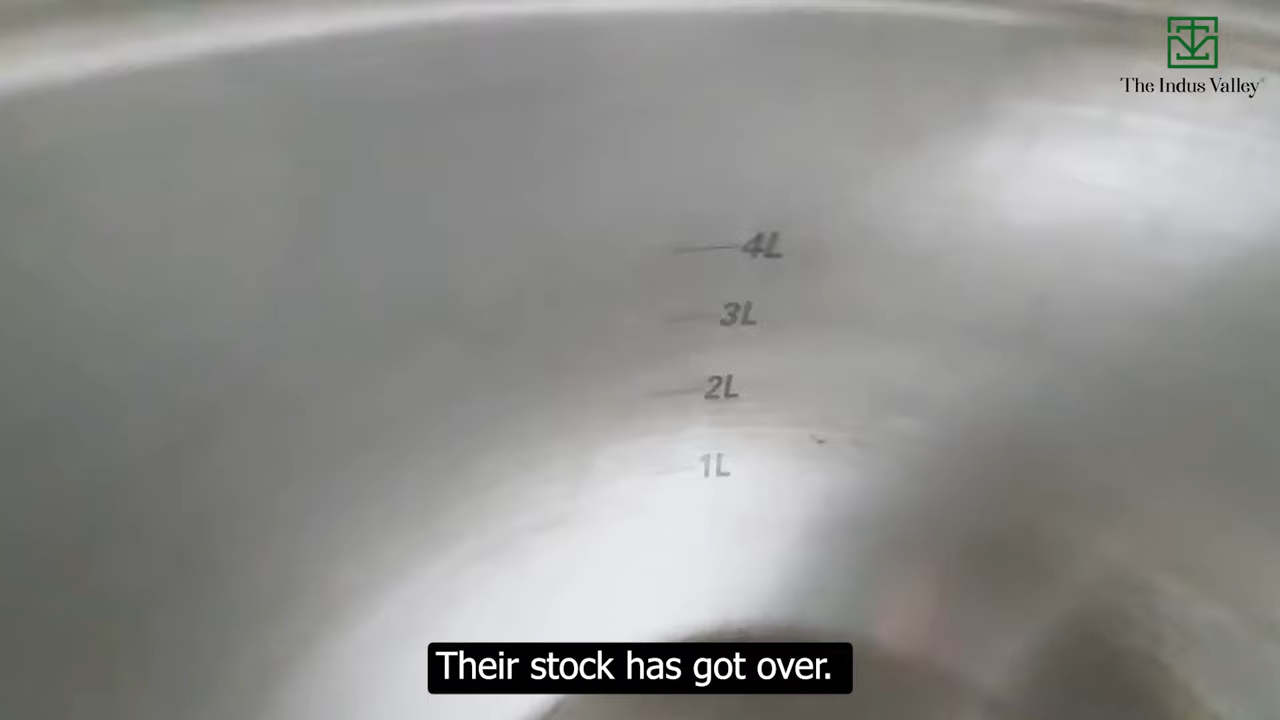 The Indus Valley
4L
3L
2L
1L
Their stock has got over.